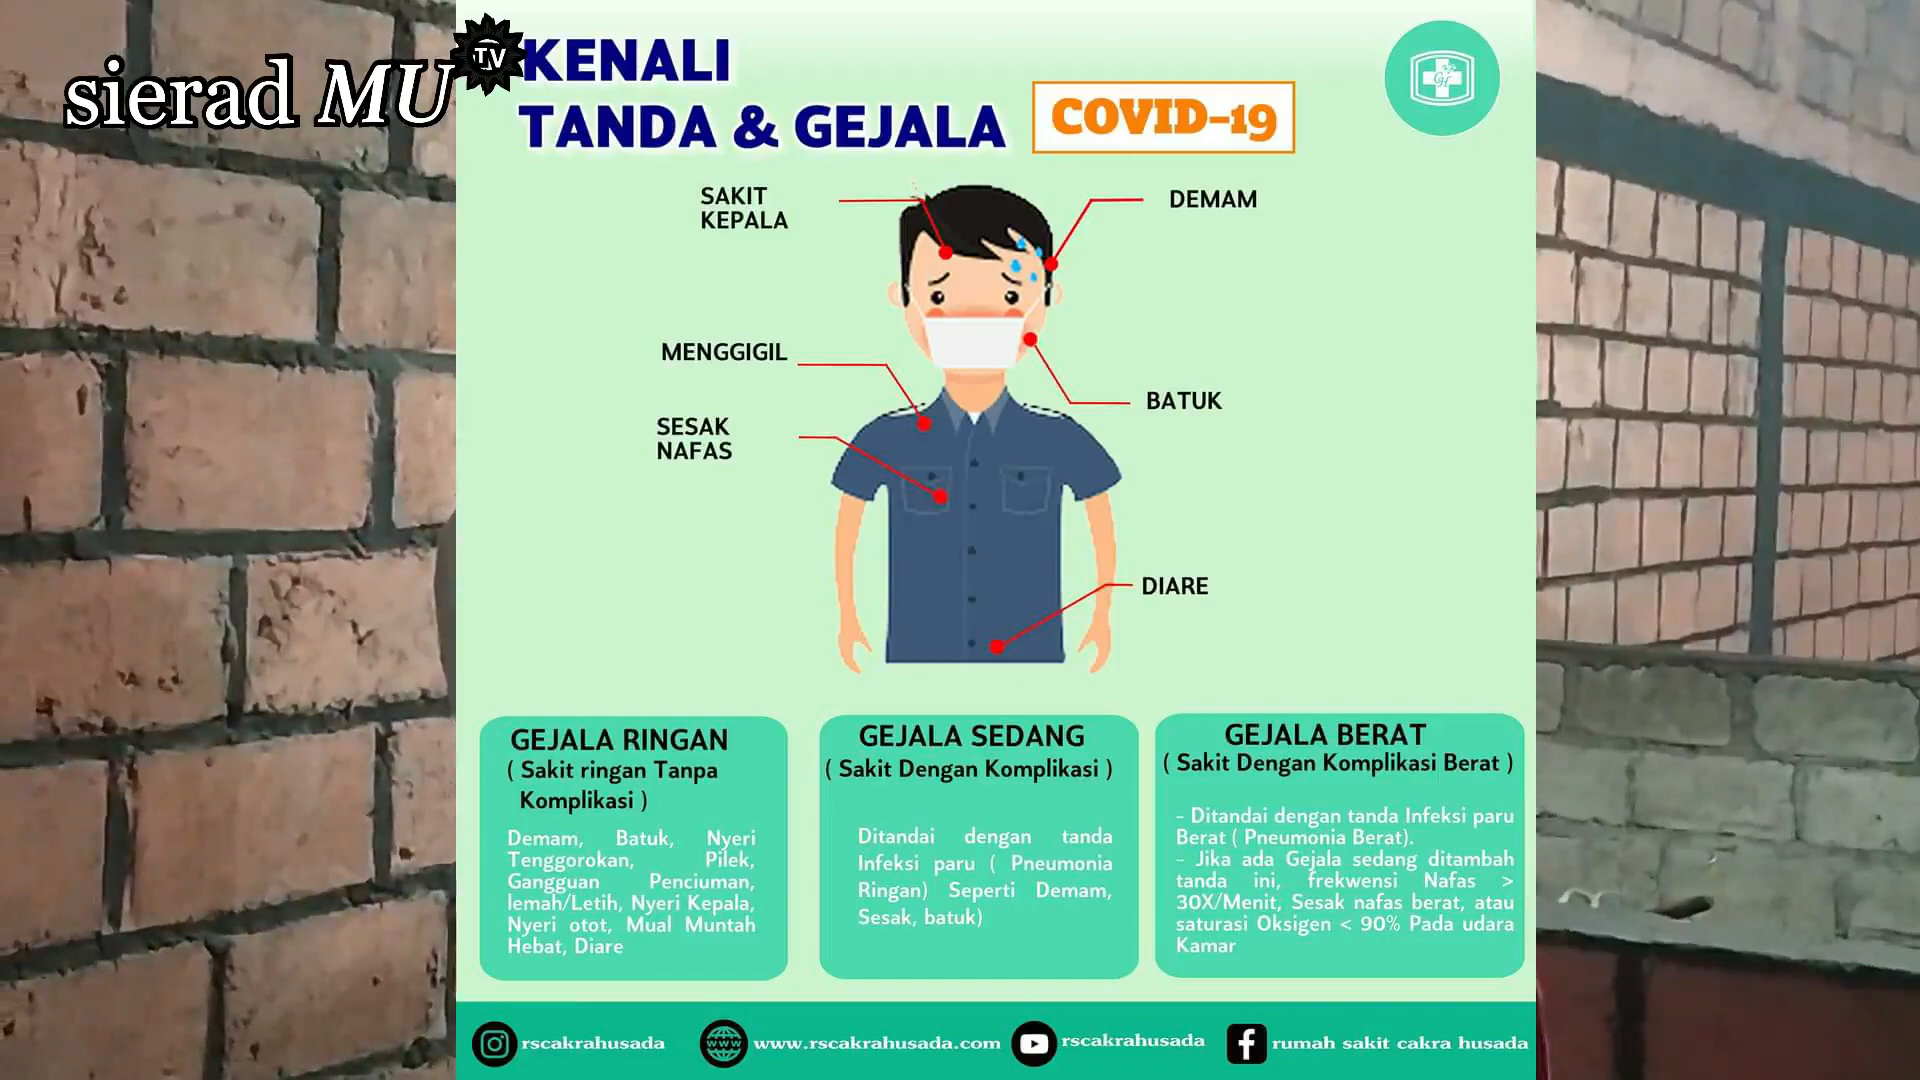 sierad MU TV
KENALI
TANDA & GEJALA
COVID-19
GH
SAKIT
KEPALA
DEMAM
MENGGIGIL
BATUK
SESAK
NAFAS
DIARE
GEJALA RINGAN
( Sakit ringan Tanpa
Komplikasi )
Demam, Batuk, Nyeri
Tenggorokan, Pilek,
Gangguan Penciuman,
lemah/Letih, Nyeri Kepala,
Nyeri otot, Mual Muntah
Hebat, Diare
GEJALA SEDANG
( Sakit Dengan Komplikasi )
Ditandai dengan tanda
Infeksi paru ( Pneumonia
Ringan) Seperti Demam,
Sesak, batuk)
GEJALA BERAT
( Sakit Dengan Komplikasi Berat )
- Ditandai dengan tanda Infeksi paru
Berat ( Pneumonia Berat).
- Jika ada Gejala sedang ditambah
tanda ini, frekwensi Nafas >
30X/Menit, Sesak nafas berat, atau
saturasi Oksigen < 90% Pada udara
Kamar
rscakrahusada
www
www.rscakrahusada.com
rscakrahusada
rumah sakit cakra husada